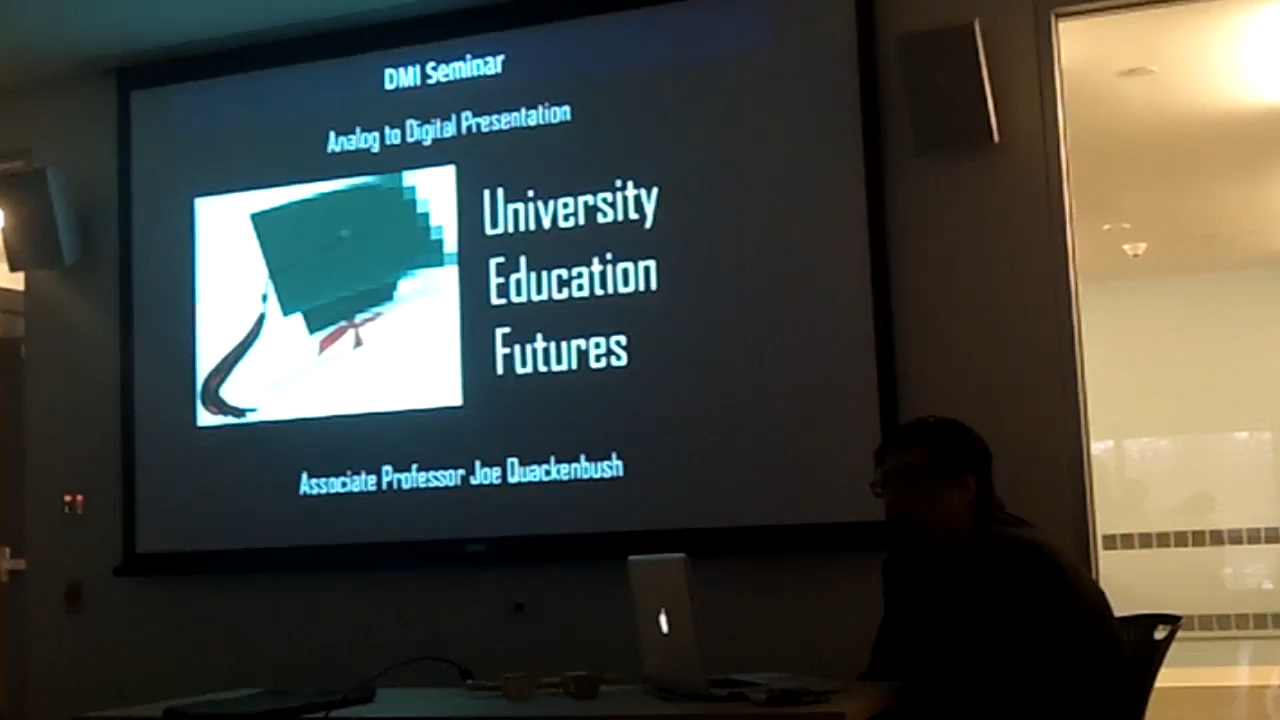 DMI Seminar
Analog to Digital Presentation
University
Education
Futures
Associate Professor Joe Quackenbush